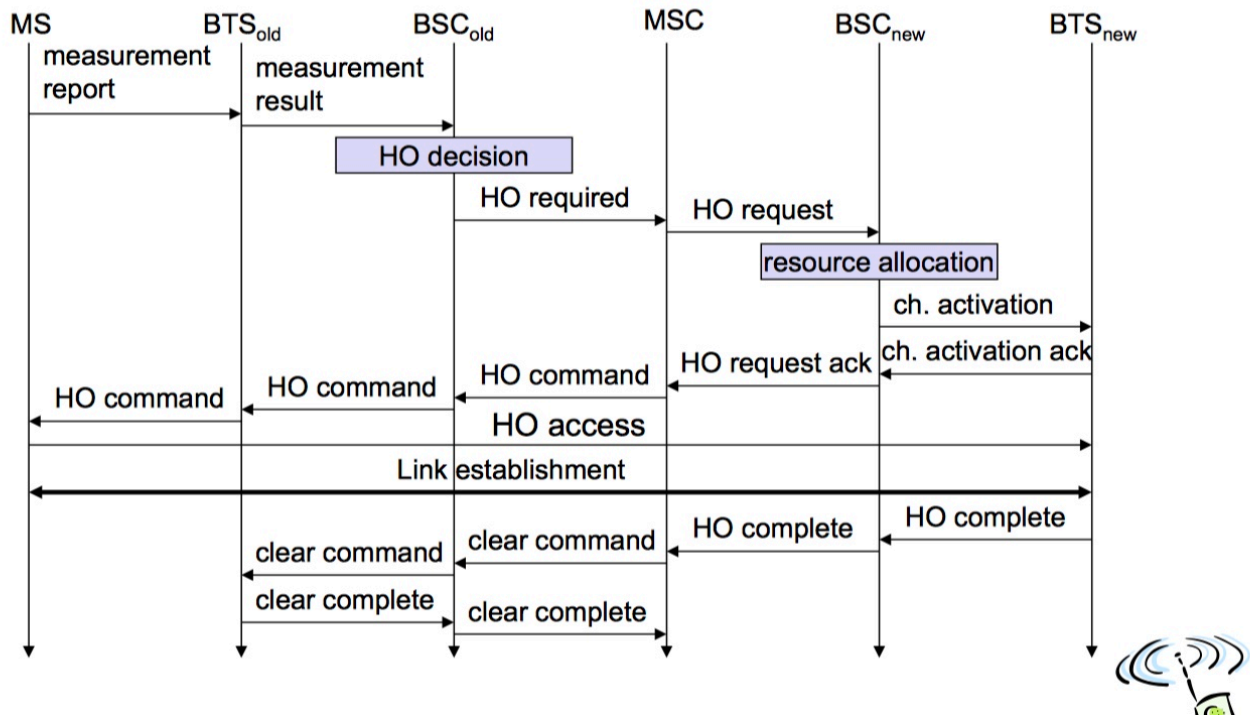 MS BTSold BSCold MSC BSCnew BTSnew
measurement
report
measurement
result
HO decision
HO required
HO request
resource allocation
ch. activation
ch. activation ack
HO request ack
HO command
HO command
HO command
HO access
Link establishment
HO complete
HO complete
clear command
clear command
clear complete
clear complete